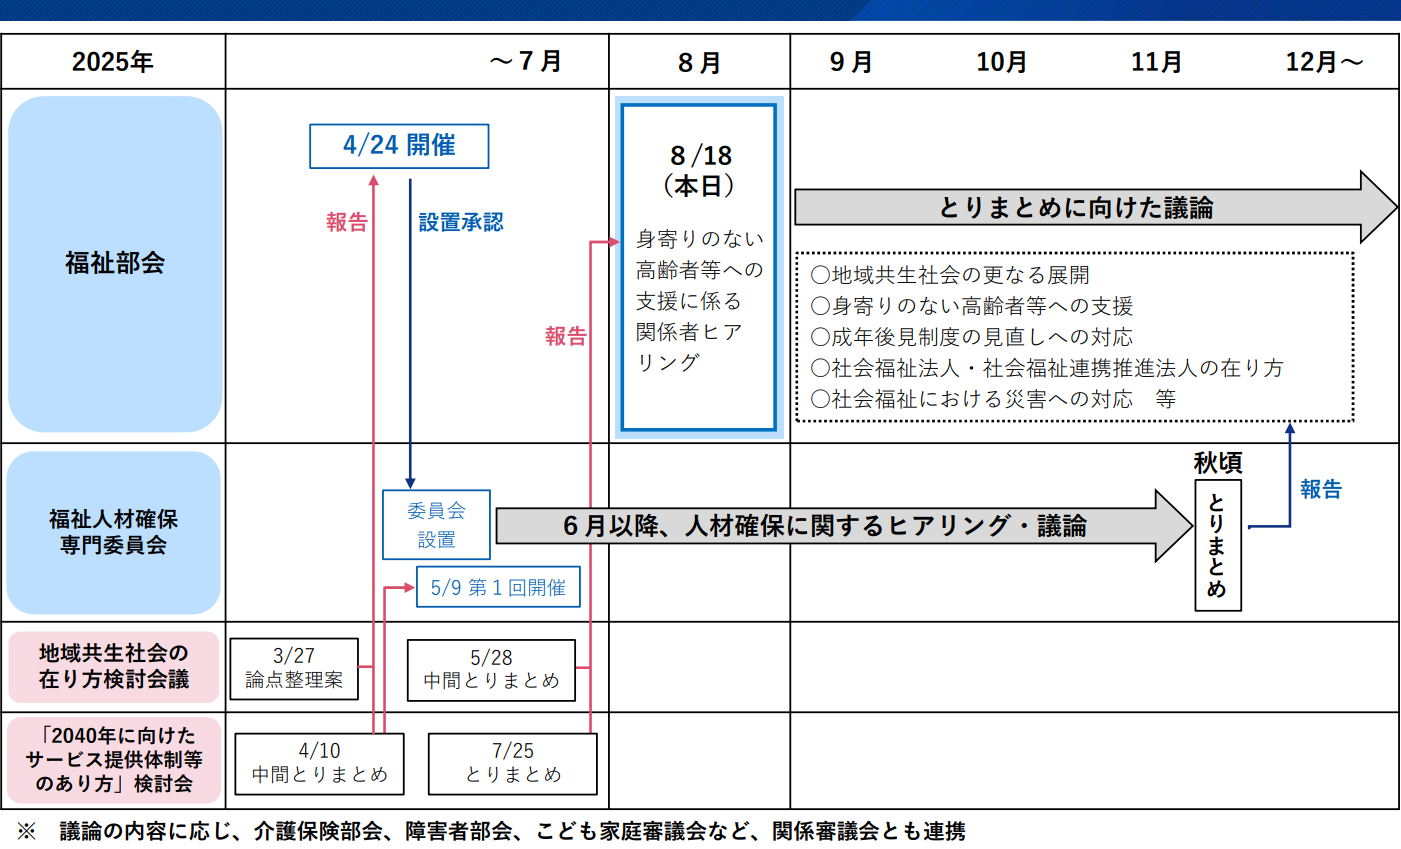 2025年
～７月
８月
９月
10月
11月
12月～
福祉部会
4/24 開催
報告
設置承認
報告
８/18
（本日）
身寄りのない
高齢者等への
支援に係る
関係者ヒア
リング
とりまとめに向けた議論
○地域共生社会の更なる展開
○身寄りのない高齢者等への支援
○成年後見制度の見直しへの対応
○社会福祉法人・社会福祉連携推進法人の在り方
○社会福祉における災害への対応　等
福祉人材確保
専門委員会
委員会
設置
5/9 第１回開催
６月以降、人材確保に関するヒアリング・議論
秋頃
とりまとめ
報告
地域共生社会の
在り方検討会議
3/27
論点整理案
5/28
中間とりまとめ
「2040年に向けた
サービス提供体制等
のあり方」検討会
4/10
中間とりまとめ
7/25
とりまとめ
※　議論の内容に応じ、介護保険部会、障害者部会、こども家庭審議会など、関係審議会とも連携